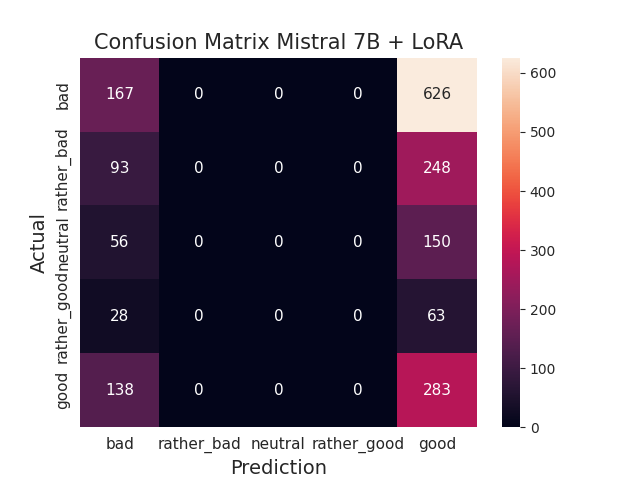 Confusion Matrix Mistral 7B + LoRA
Actual
bad 167 0 0 0 626
rather_bad 93 0 0 0 248
neutral 56 0 0 0 150
rather_good 28 0 0 0 63
good 138 0 0 0 283
bad rather_bad neutral rather_good good
Prediction
600
500
400
300
200
100
0